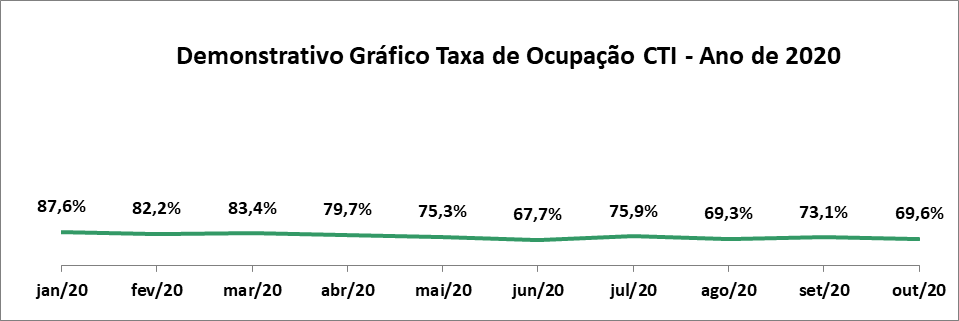 Demonstrativo Gráfico Taxa de Ocupação CTI - Ano de 2020
87,6% 82,2% 83,4% 79,7% 75,3% 67,7% 75,9% 69,3% 73,1% 69,6%
jan/20 fev/20 mar/20 abr/20 mai/20 jun/20 jul/20 ago/20 set/20 out/20